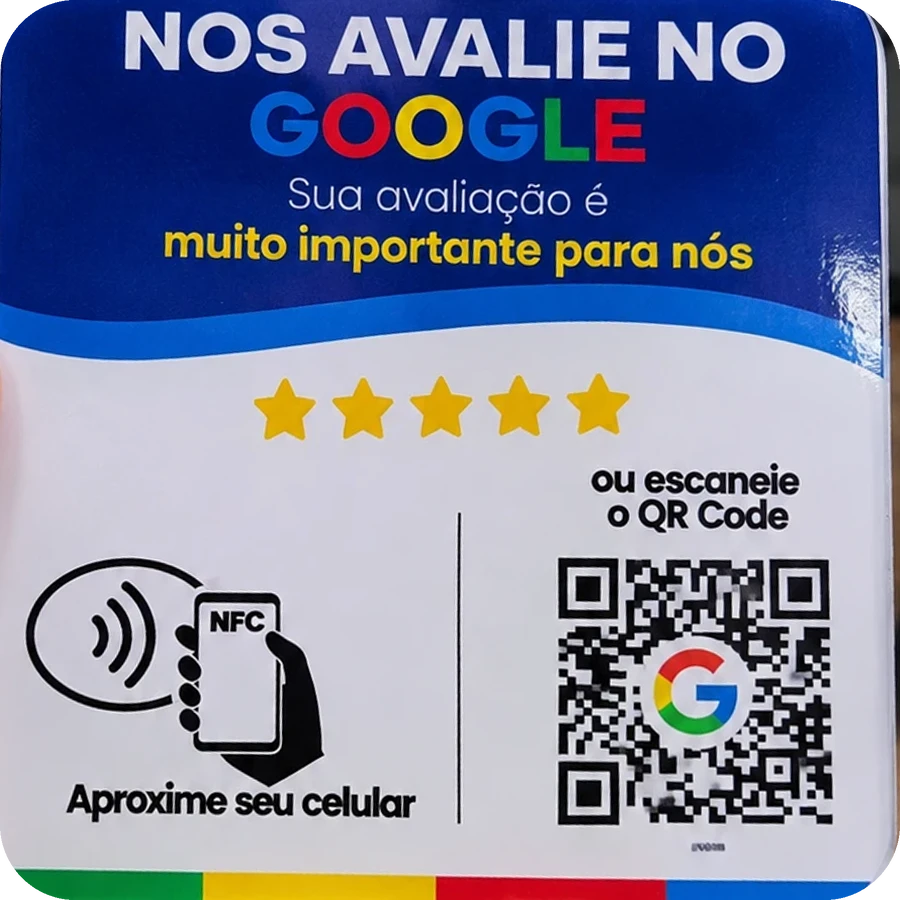 NOS AVALIE NO
GOOGLE
Sua avaliação é
muito importante para nós
ou escaneie
o QR Code
NFC
Aproxime seu celular
G